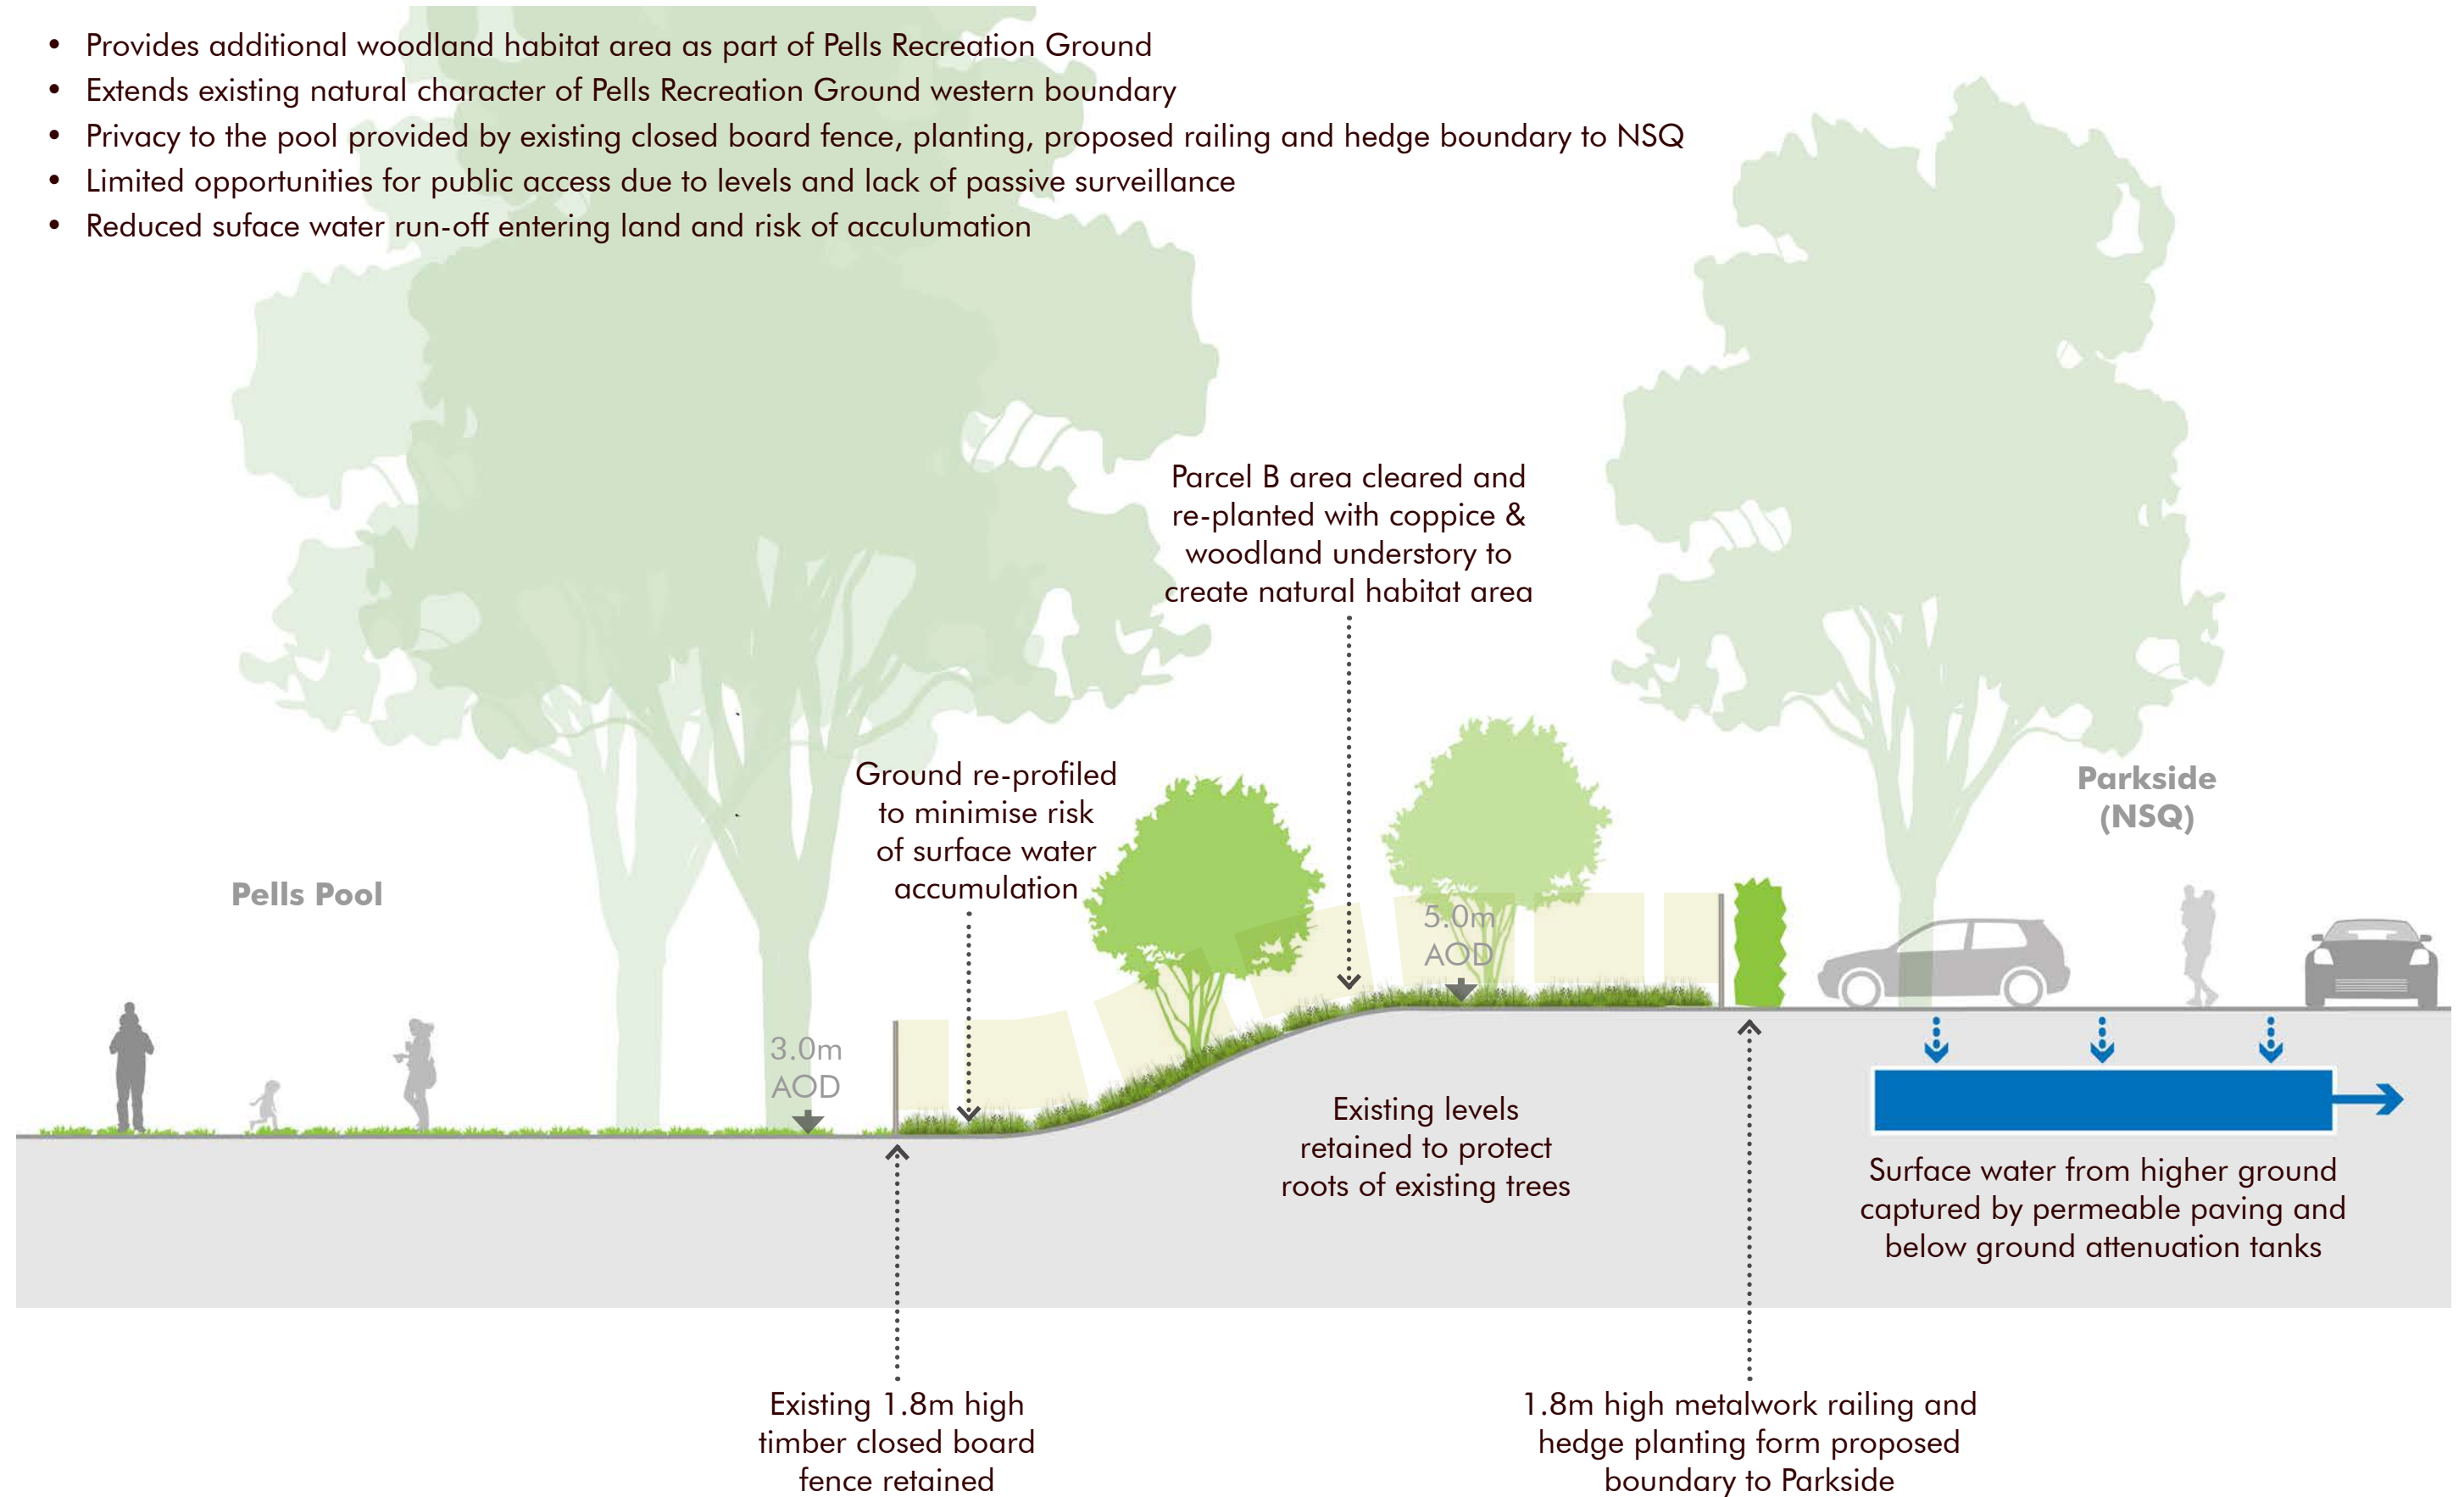 • Provides additional woodland habitat area as part of Pells Recreation Ground
• Extends existing natural character of Pells Recreation Ground western boundary
• Privacy to the pool provided by existing closed board fence, planting, proposed railing and hedge boundary to NSQ
• Limited opportunities for public access due to levels and lack of passive surveillance
• Reduced suface water run-off entering land and risk of acculumation
Parcel B area cleared and
re-planted with coppice &
woodland understory to
create natural habitat area
Ground re-profiled
to minimise risk
of surface water
accumulation
Parkside
(NSQ)
Pells Pool
5.0m
AOD
3.0m
AOD
Existing levels
retained to protect
roots of existing trees
Surface water from higher ground
captured by permeable paving and
below ground attenuation tanks
Existing 1.8m high
timber closed board
fence retained
1.8m high metalwork railing and
hedge planting form proposed
boundary to Parkside